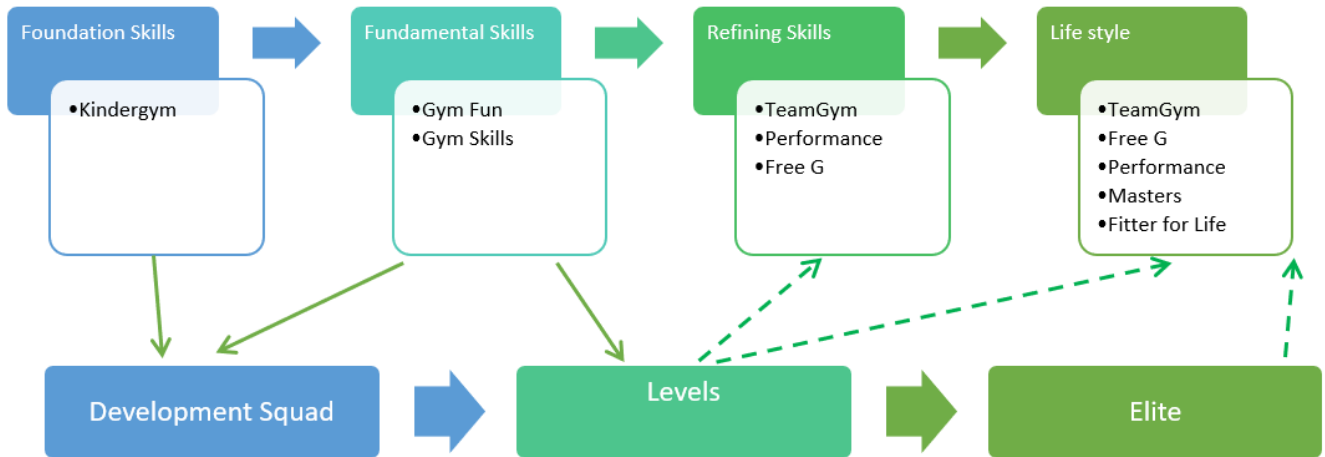 Foundation Skills
•Kindergym
Fundamental Skills
•Gym Fun
•Gym Skills
Refining Skills
•TeamGym
•Performance
•Free G
Life style
•TeamGym
•Free G
•Performance
•Masters
•Fitter for Life
Development Squad
Levels
Elite